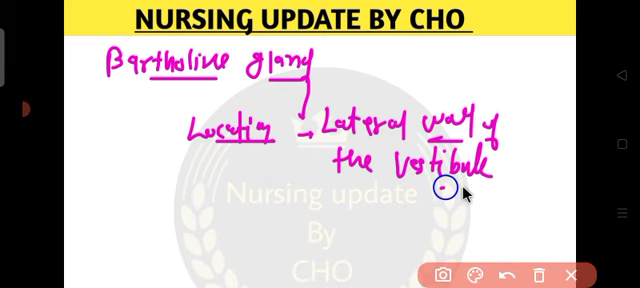 NURSING UPDATE BY CHO
Bartholine gland
Location → Lateral wall of
the Vestibule
Nursing update
By
CHO